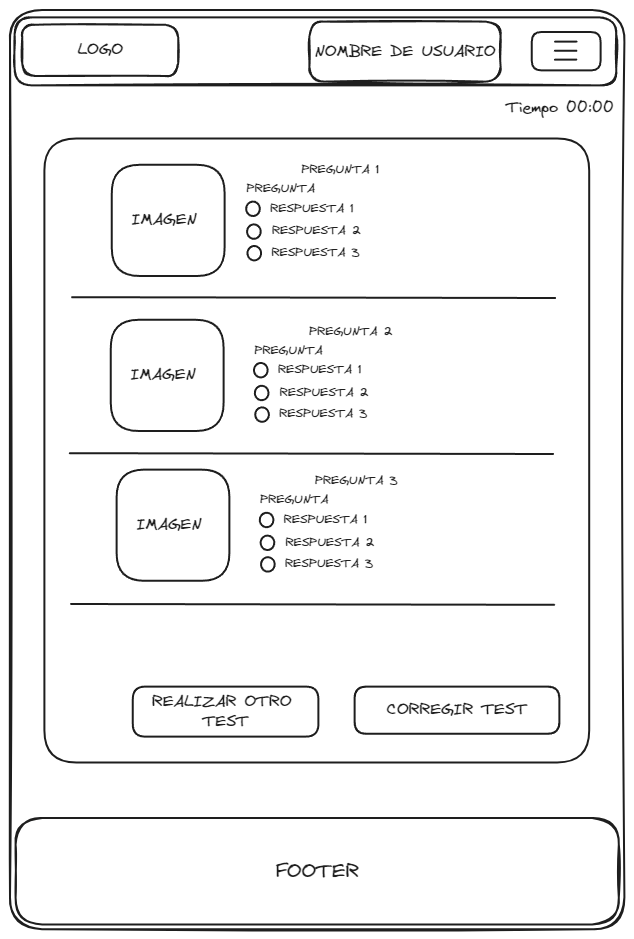 LOGO
NOMBRE DE USUARIO
Tiempo 00:00
IMAGEN
PREGUNTA 1
PREGUNTA
RESPUESTA 1
RESPUESTA 2
RESPUESTA 3
IMAGEN
PREGUNTA 2
PREGUNTA
RESPUESTA 1
RESPUESTA 2
RESPUESTA 3
IMAGEN
PREGUNTA 3
PREGUNTA
RESPUESTA 1
RESPUESTA 2
RESPUESTA 3
REALIZAR OTRO
TEST
CORREGIR TEST
FOOTER